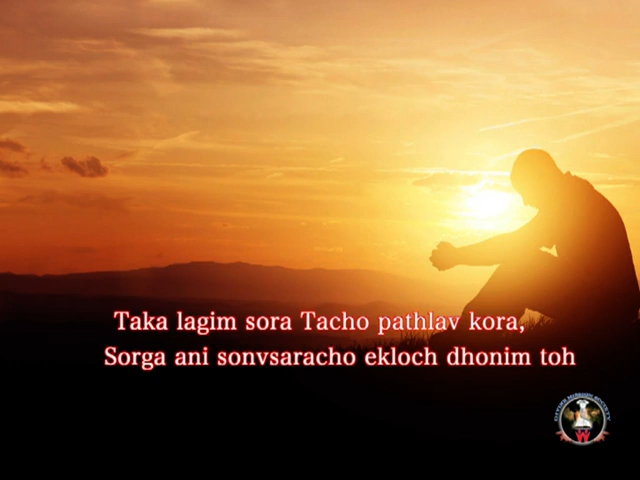 Taka lagim sora Tacho pathlav kora,
Sorga ani sonvsaracho ekloch dhonim toh
W